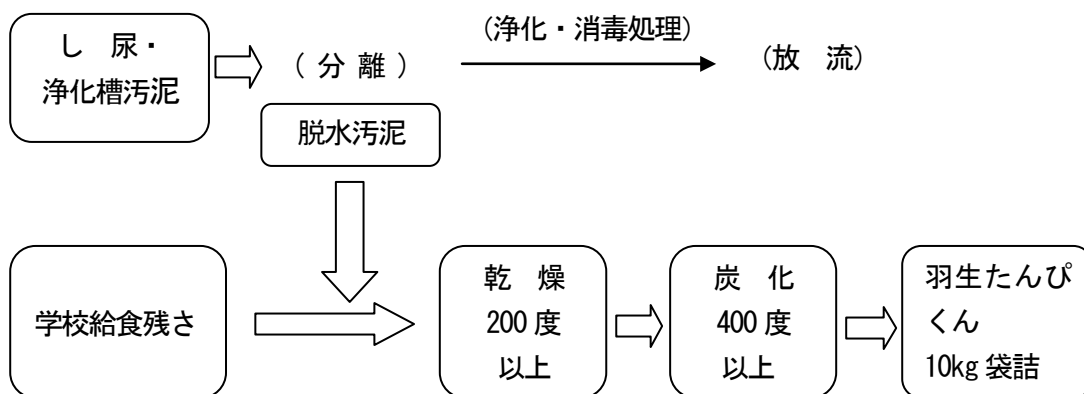 し 尿・
浄化槽汚泥
( 分 離 )
(浄化・消毒処理)
(放 流)
脱水汚泥
学校給食残さ
乾 燥
200 度
以上
炭 化
400 度
以上
羽生たんぴ
くん
10kg 袋詰